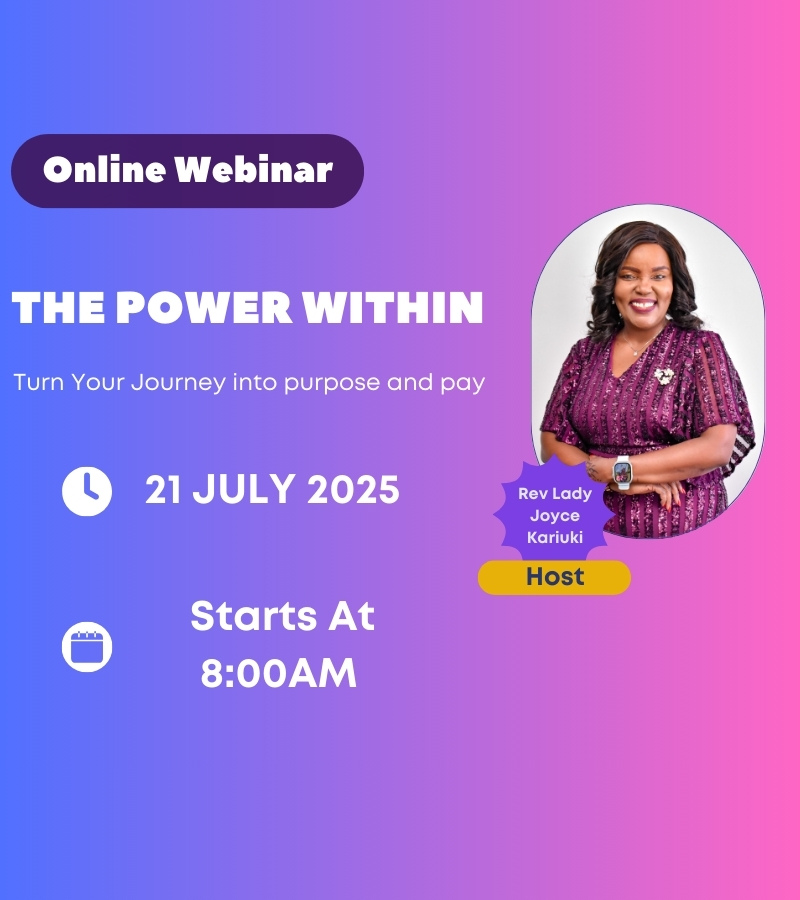 Online Webinar
THE POWER WITHIN
Turn Your Journey into purpose and pay
21 JULY 2025
Starts At
8:00AM
Rev Lady
Joyce
Kariuki
Host